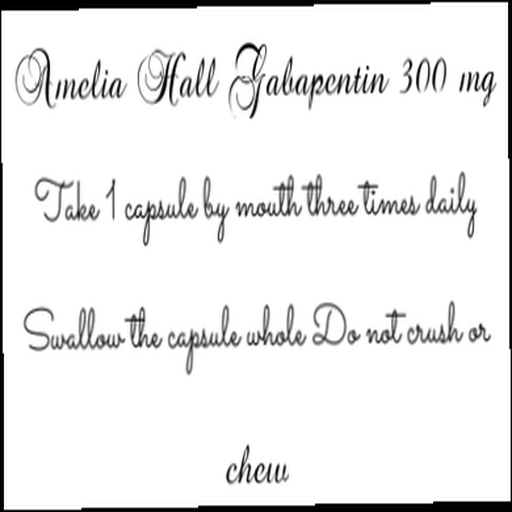 Amelia Hall Gabapentin 300 mg
Take 1 capsule by mouth three times daily
Swallow the capsule whole Do not crush or
chew